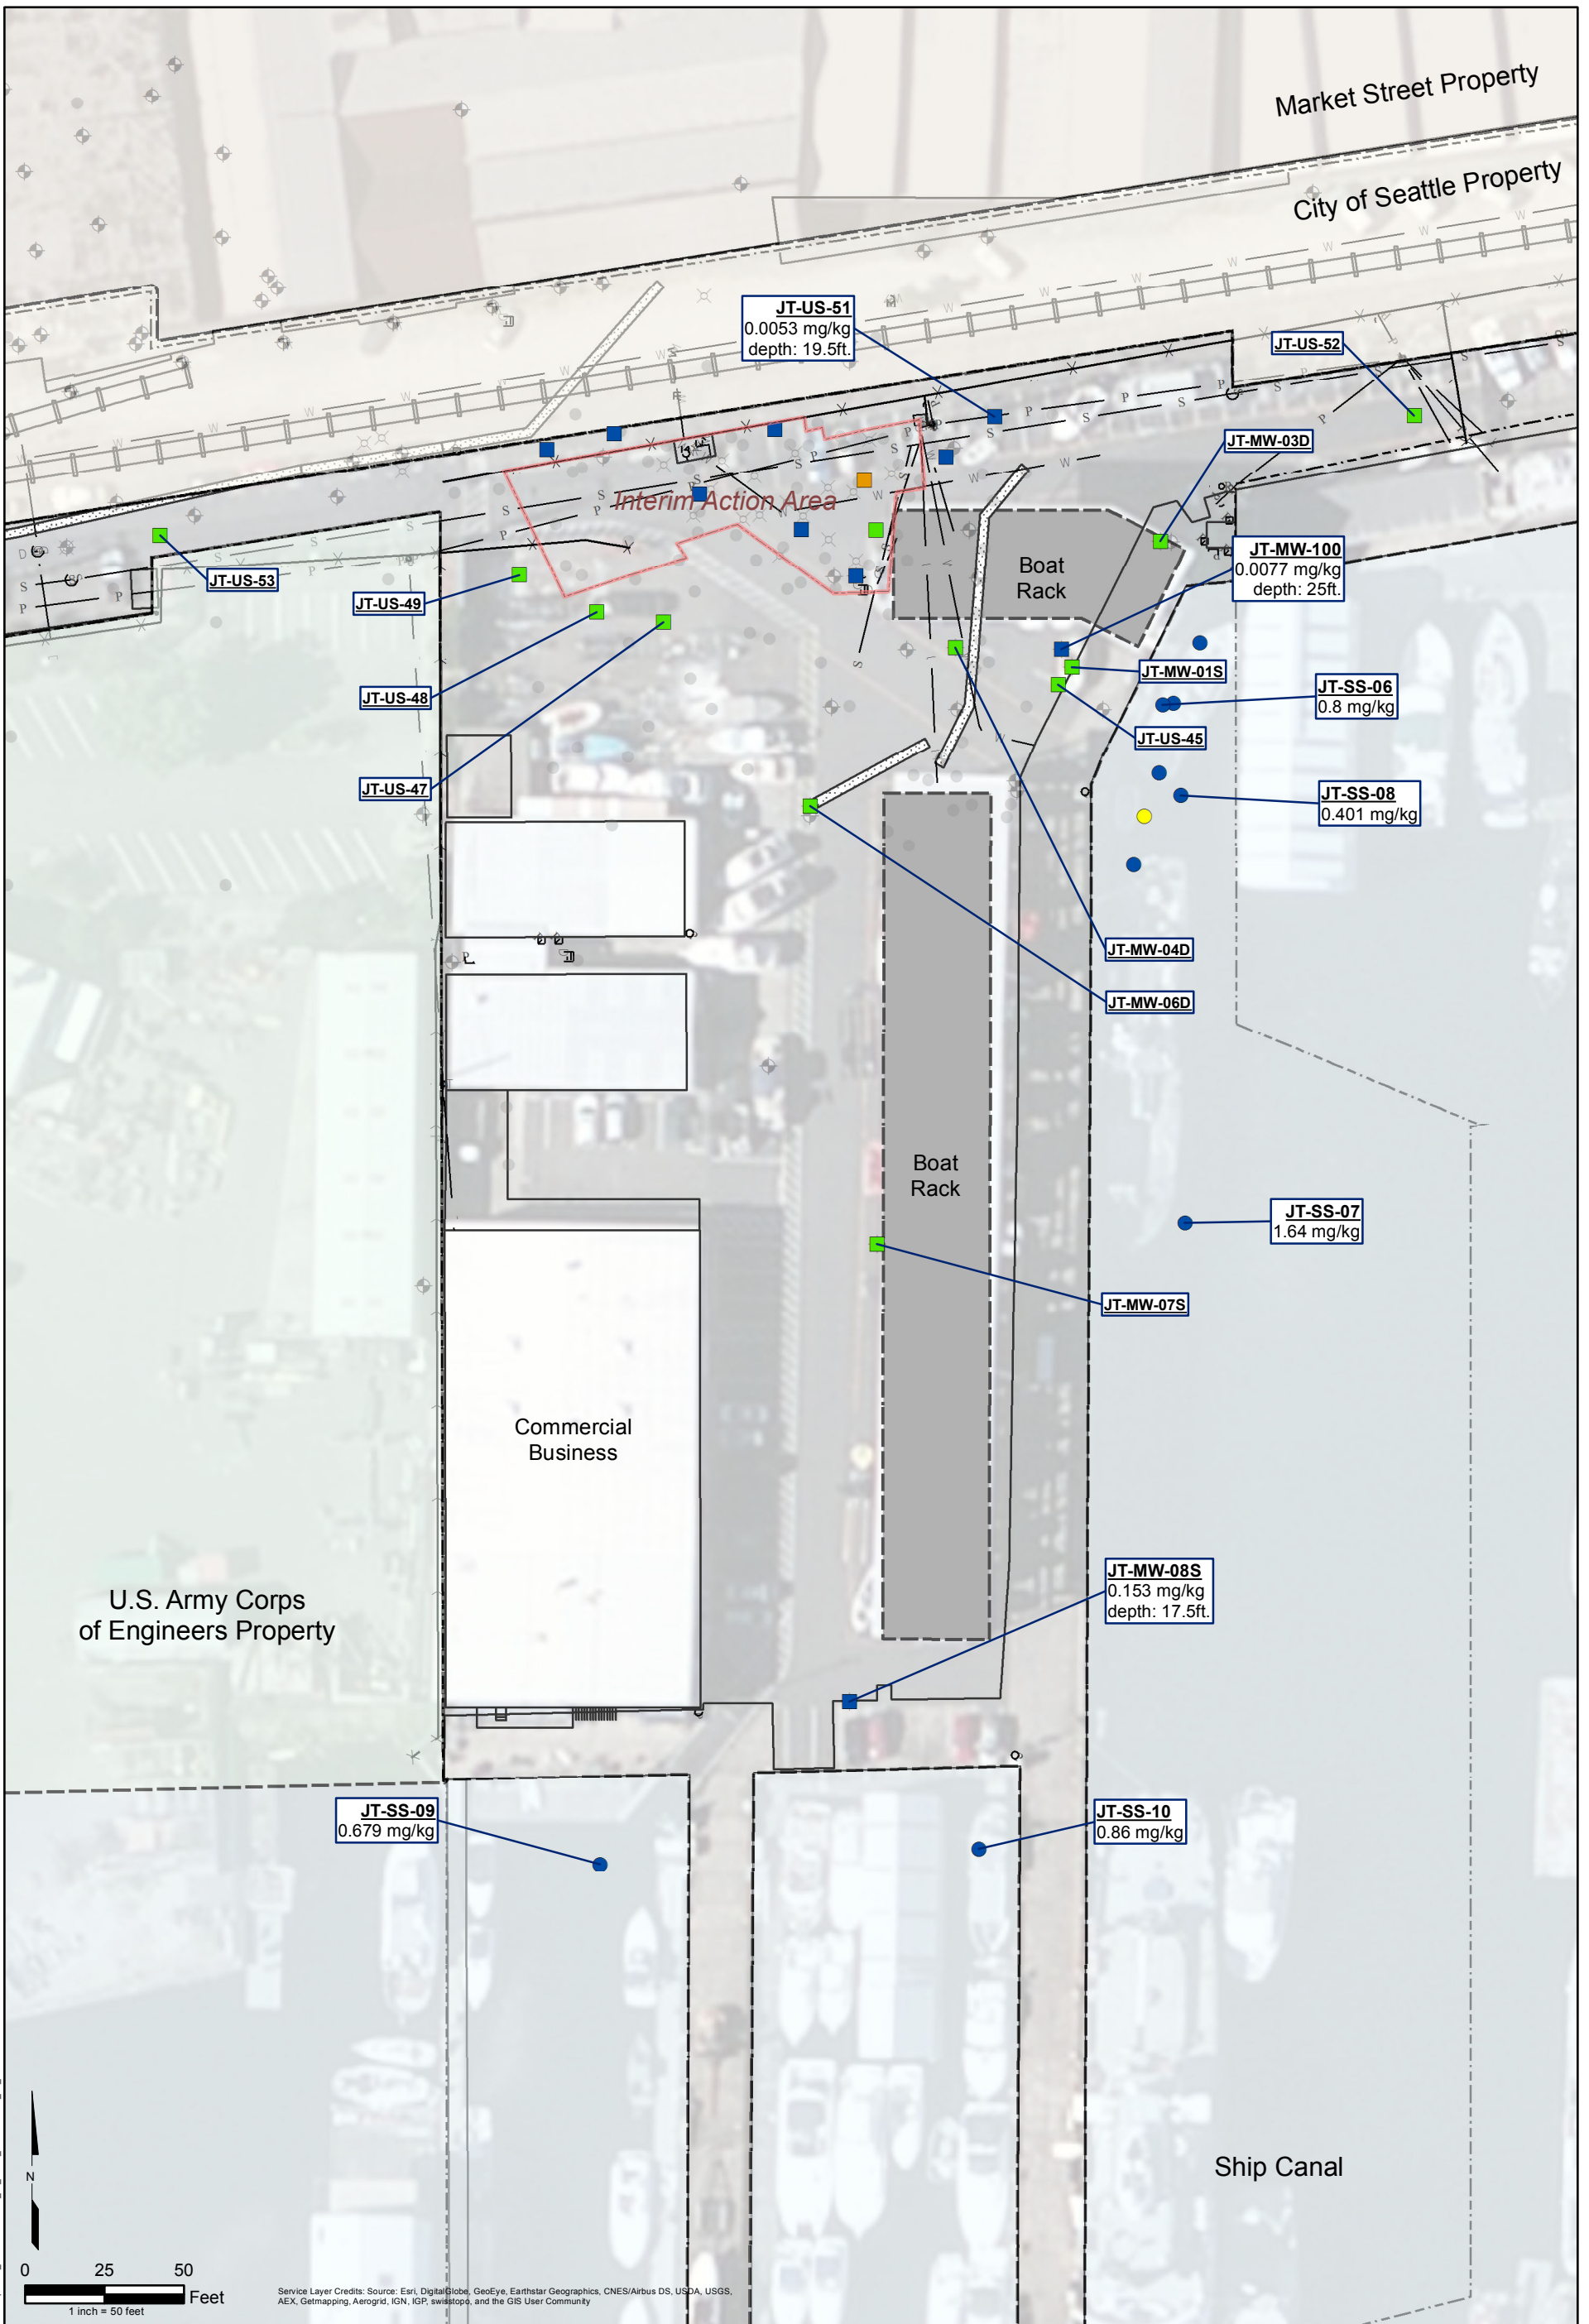 Market Street Property
City of Seattle Property
JT-US-51
0.0053 mg/kg
depth: 19.5ft.
JT-US-52
JT-MW-03D
Interim Action Area
JT-US-53
JT-US-49
Boat
Rack
JT-MW-100
0.0077 mg/kg
depth: 25ft.
JT-MW-01S
JT-US-48
JT-SS-06
0.8 mg/kg
JT-US-45
JT-US-47
JT-SS-08
0.401 mg/kg
JT-MW-04D
JT-MW-06D
Boat
Rack
JT-SS-07
1.64 mg/kg
JT-MW-07S
Commercial
Business
U.S. Army Corps
of Engineers Property
JT-MW-08S
0.153 mg/kg
depth: 17.5ft.
JT-SS-09
0.679 mg/kg
JT-SS-10
0.86 mg/kg
Ship Canal
N
0 25 50
Feet
1 inch = 50 feet
Service Layer Credits: Source: Esri, DigitalGlobe, GeoEye, Earthstar Geographics, CNES/Airbus DS, USDA, USGS,
AEX, Getmapping, Aerogrid, IGN, IGP, swisstopo, and the GIS User Community